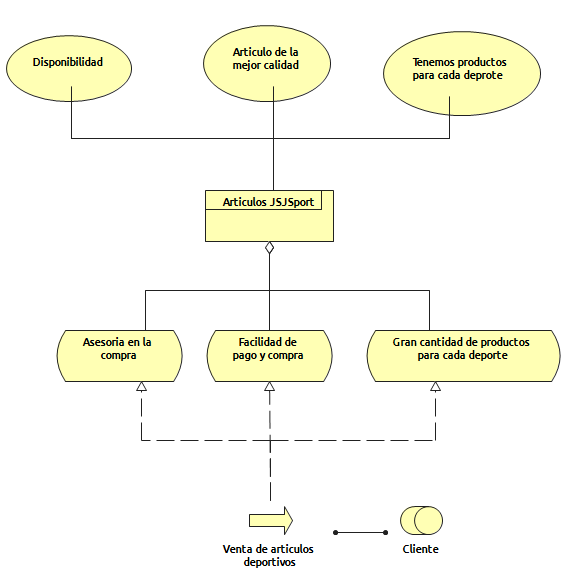 Disponibilidad
Articulo de la
mejor calidad
Tenemos productos
para cada deprote
Articulos JSJSport
Asesoria en la
compra
Facilidad de
pago y compra
Gran cantidad de productos
para cada deporte
Venta de articulos
deportivos
Cliente